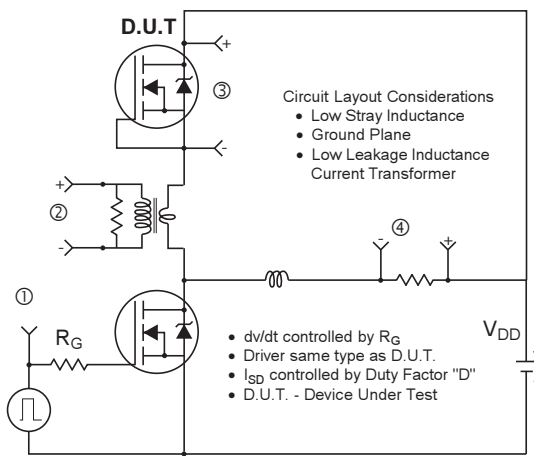 D.U.T
+
③
Circuit Layout Considerations
• Low Stray Inductance
• Ground Plane
• Low Leakage Inductance
Current Transformer
-
+
②
-
- ④ +
①
R_G
• dv/dt controlled by R_G
• Driver same type as D.U.T.
• I_SD controlled by Duty Factor "D"
• D.U.T. - Device Under Test
V_DD